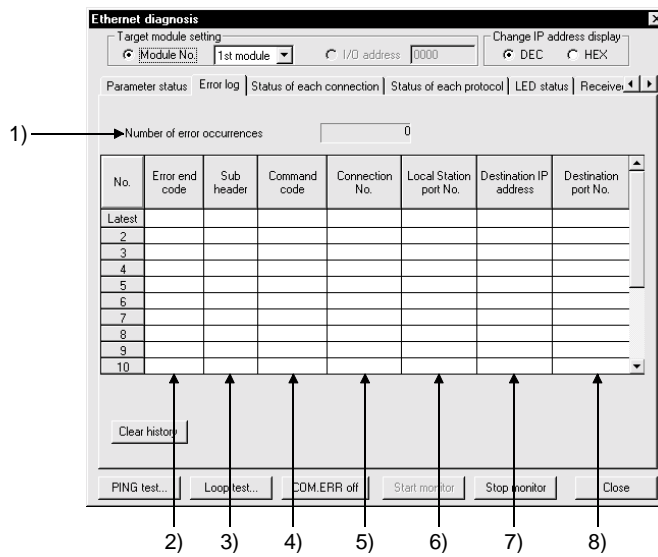 Ethernet diagnosis
Target module setting
Module No.
1st module
I/O address
0000
Change IP address display
DEC
HEX
Parameter status
Error log
Status of each connection
Status of each protocol
LED status
Receive
1)
Number of error occurrences
0
No.
Error end code
Sub header
Command code
Connection No.
Local Station port No.
Destination IP address
Destination port No.
Latest
2
3
4
5
6
7
8
9
10
Clear history
PING test...
Loop test...
COM.ERR off
Start monitor
Stop monitor
Close
2)
3)
4)
5)
6)
7)
8)